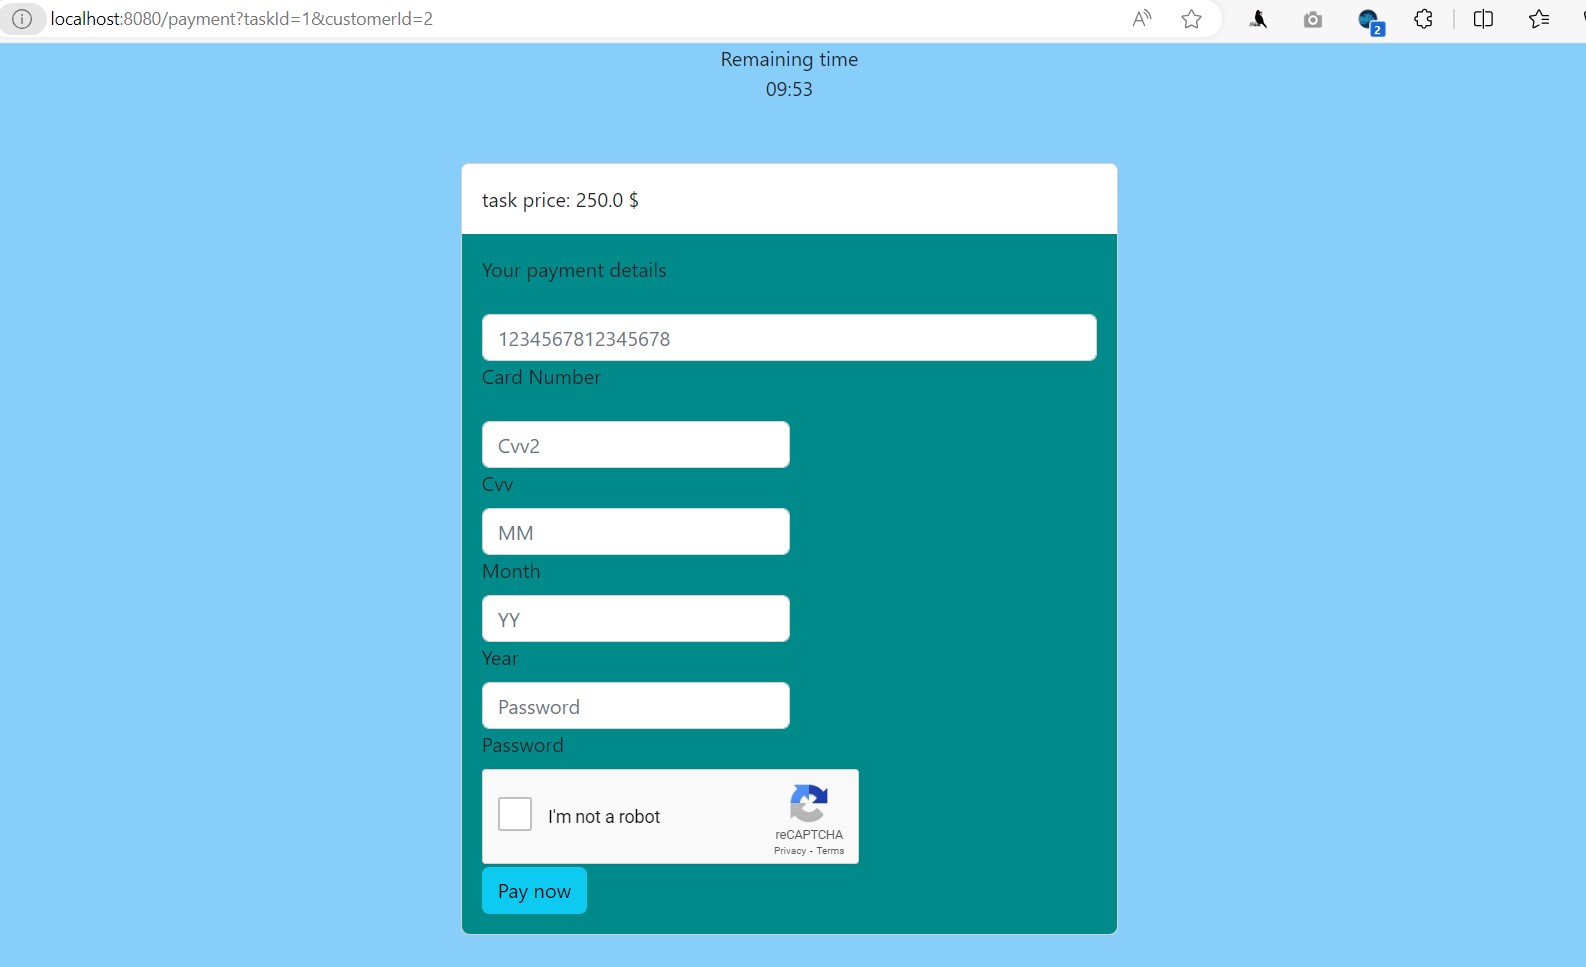 localhost:8080/payment?taskId=1&customerId=2
2
Remaining time
09:53
task price: 250.0 $
Your payment details
1234567812345678
Card Number
Cvv2
Cvv
MM
Month
YY
Year
Password
Password
I'm not a robot
reCAPTCHA
Privacy - Terms
Pay now